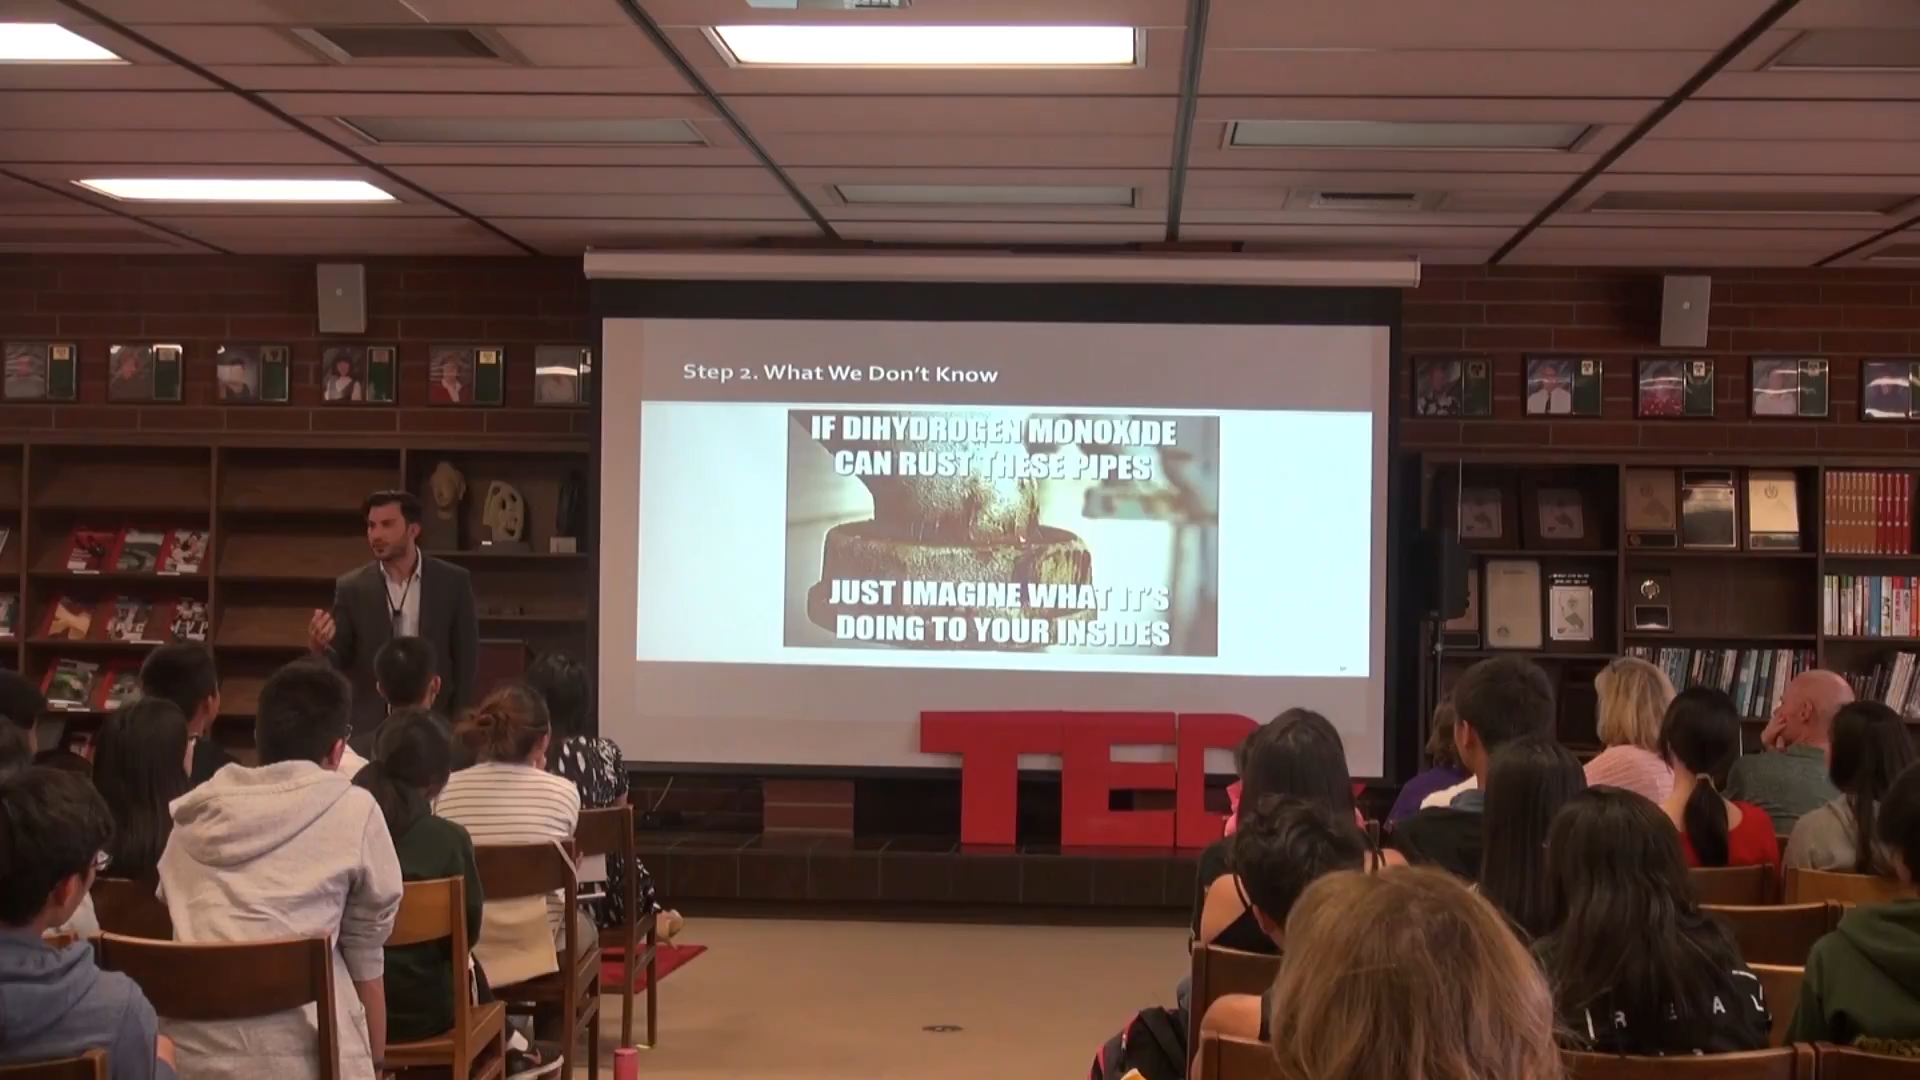 Step 2. What We Don't Know
IF DIHYDROGEN MONOXIDE
CAN RUST THESE PIPES
JUST IMAGINE WHAT IT'S
DOING TO YOUR INSIDES
TED